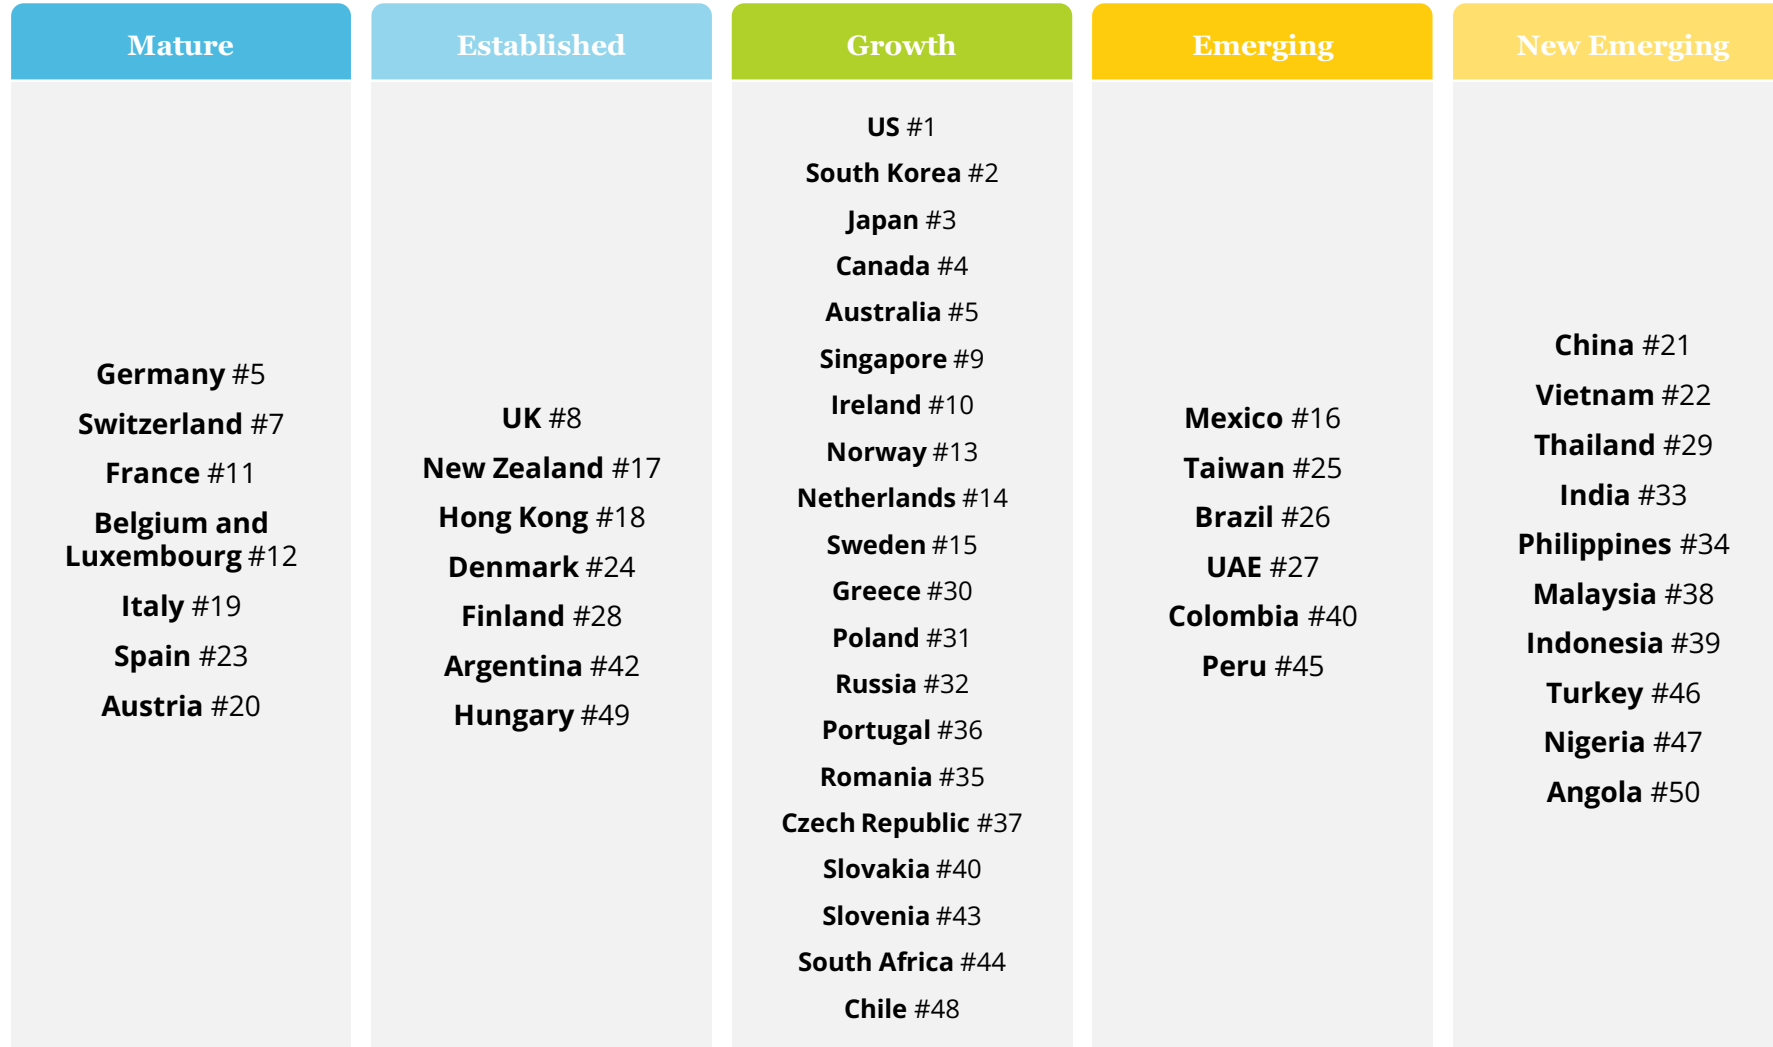 Mature
Germany #5
Switzerland #7
France #11
Belgium and
Luxembourg #12
Italy #19
Spain #23
Austria #20
Established
UK #8
New Zealand #17
Hong Kong #18
Denmark #24
Finland #28
Argentina #42
Hungary #49
Growth
US #1
South Korea #2
Japan #3
Canada #4
Australia #5
Singapore #9
Ireland #10
Norway #13
Netherlands #14
Sweden #15
Greece #30
Poland #31
Russia #32
Portugal #36
Romania #35
Czech Republic #37
Slovakia #40
Slovenia #43
South Africa #44
Chile #48
Emerging
Mexico #16
Taiwan #25
Brazil #26
UAE #27
Colombia #40
Peru #45
New Emerging
China #21
Vietnam #22
Thailand #29
India #33
Philippines #34
Malaysia #38
Indonesia #39
Turkey #46
Nigeria #47
Angola #50